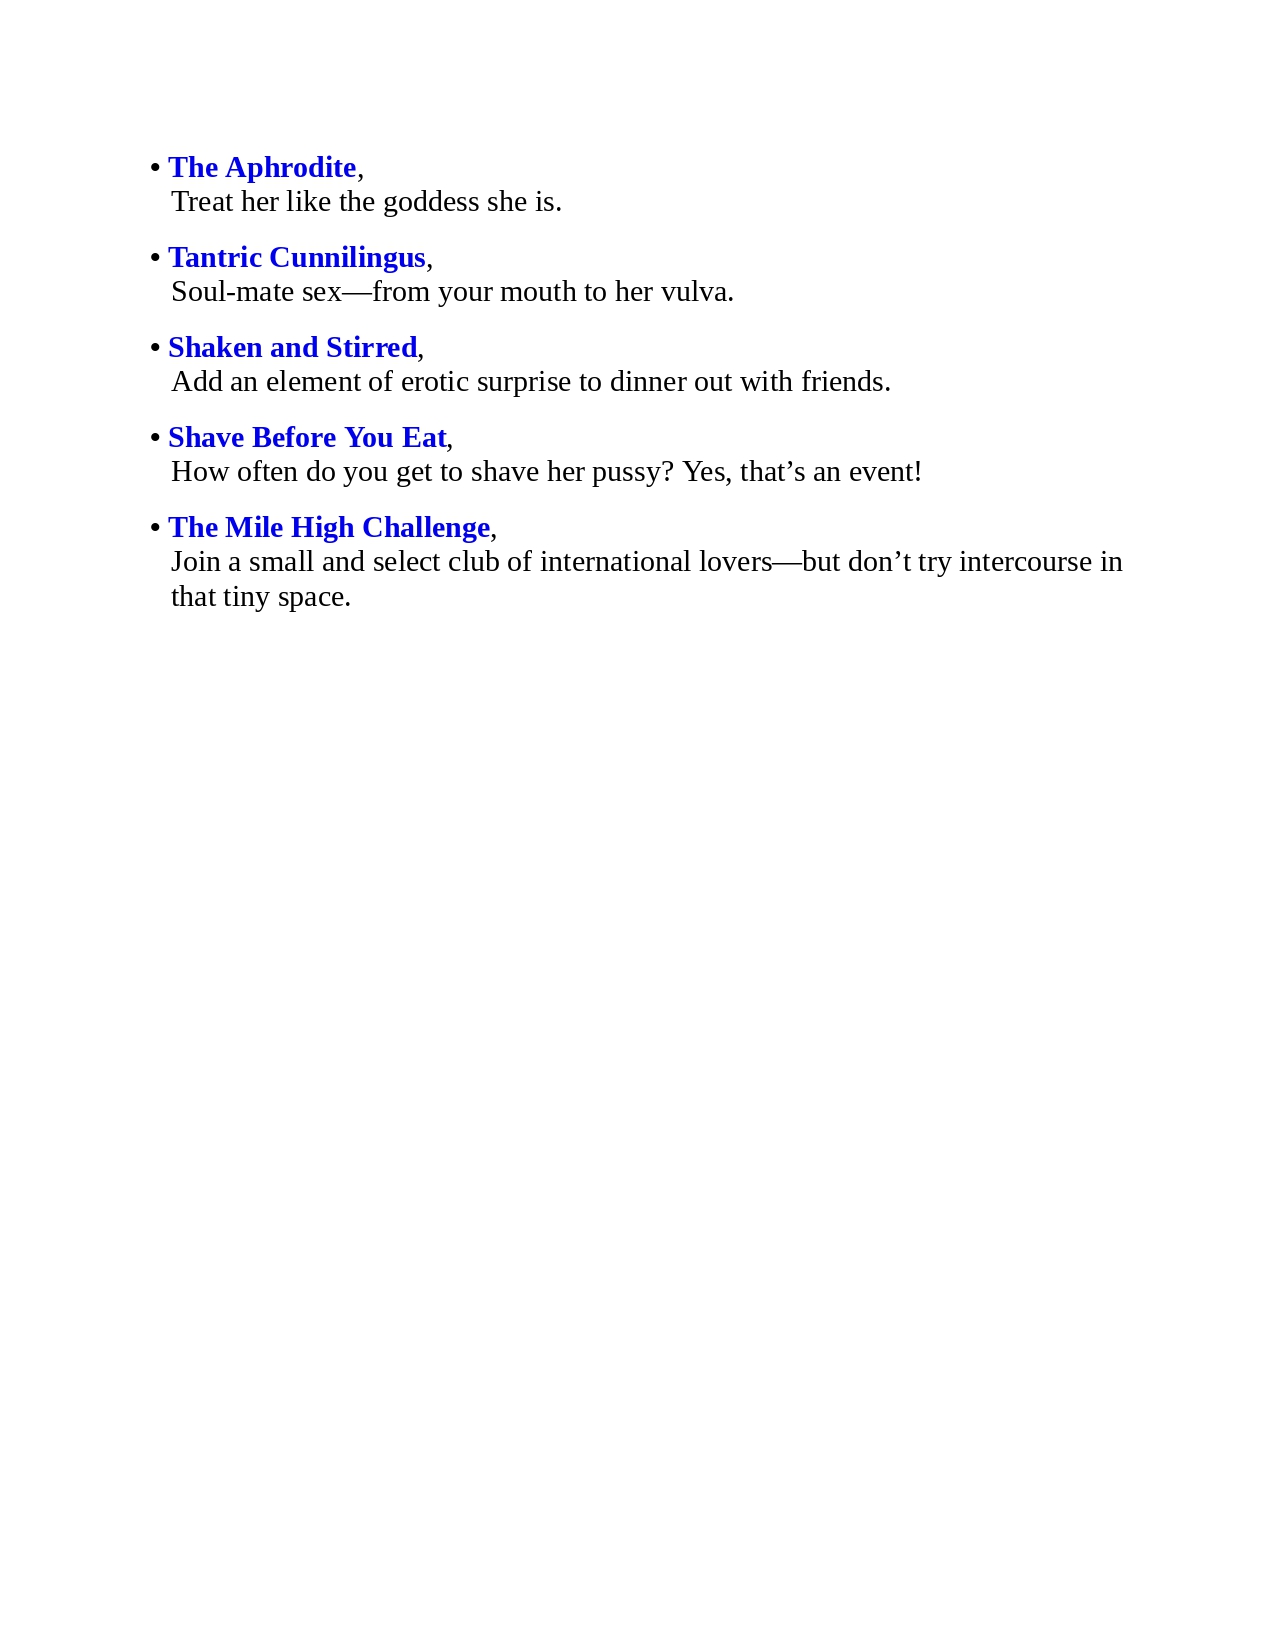 • The Aphrodite,
Treat her like the goddess she is.
• Tantric Cunnilingus,
Soul-mate sex—from your mouth to her vulva.
• Shaken and Stirred,
Add an element of erotic surprise to dinner out with friends.
• Shave Before You Eat,
How often do you get to shave her pussy? Yes, that’s an event!
• The Mile High Challenge,
Join a small and select club of international lovers—but don’t try intercourse in
that tiny space.